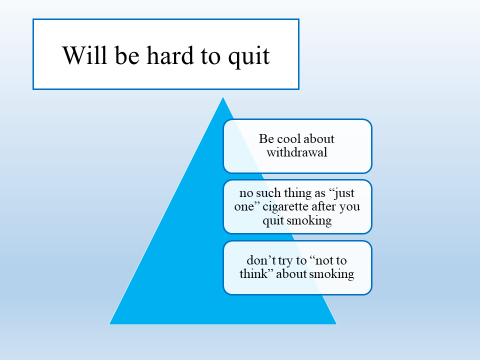 Will be hard to quit
Be cool about
withdrawal
no such thing as “just
one” cigarette after you
quit smoking
don’t try to “not to
think” about smoking